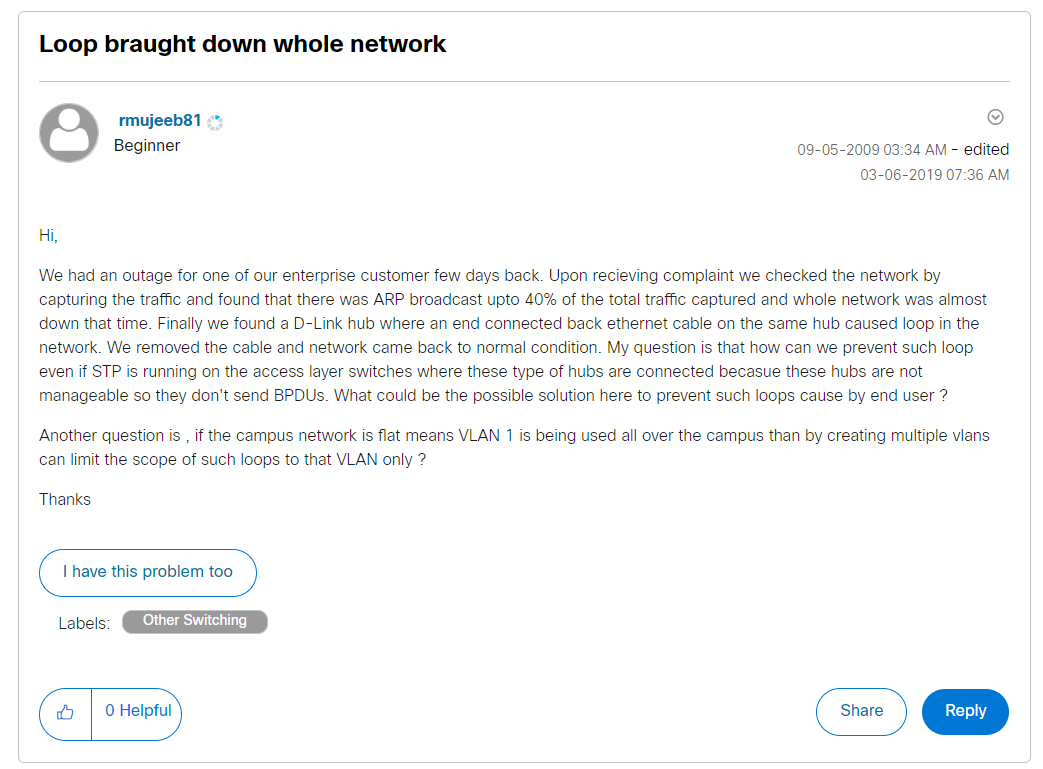 Loop braught down whole network
rmujeeb81
Beginner
09-05-2009 03:34 AM - edited
03-06-2019 07:36 AM
Hi,
We had an outage for one of our enterprise customer few days back. Upon recieving complaint we checked the network by
capturing the traffic and found that there was ARP broadcast upto 40% of the total traffic captured and whole network was almost
down that time. Finally we found a D-Link hub where an end connected back ethernet cable on the same hub caused loop in the
network. We removed the cable and network came back to normal condition. My question is that how can we prevent such loop
even if STP is running on the access layer switches where these type of hubs are connected becasue these hubs are not
manageable so they don't send BPDUs. What could be the possible solution here to prevent such loops cause by end user ?
Another question is , if the campus network is flat means VLAN 1 is being used all over the campus than by creating multiple vlans
can limit the scope of such loops to that VLAN only ?
Thanks
I have this problem too
Labels: Other Switching
0 Helpful
Share
Reply